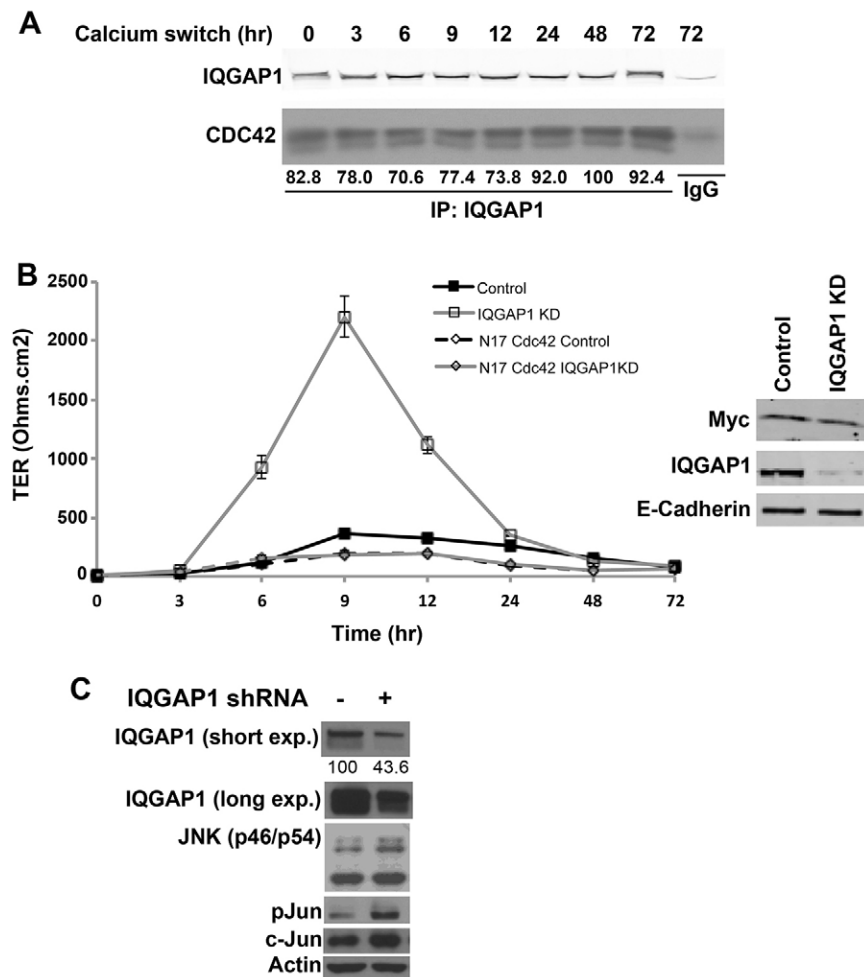 A
Calcium switch (hr) 0 3 6 9 12 24 48 72 72
IQGAP1
CDC42
82.8 78.0 70.6 77.4 73.8 92.0 100 92.4 IgG
IP: IQGAP1
B
2500
2000
1500
1000
500
0
TER (Ohms.cm2)
0 3 6 9 12 24 48 72
Time (hr)
Control
IQGAP1 KD
N17 Cdc42 Control
N17 Cdc42 IQGAP1KD
Control
IQGAP1 KD
Myc
IQGAP1
E-Cadherin
C
IQGAP1 shRNA - +
IQGAP1 (short exp.)
100 43.6
IQGAP1 (long exp.)
JNK (p46/p54)
pJun
c-Jun
Actin